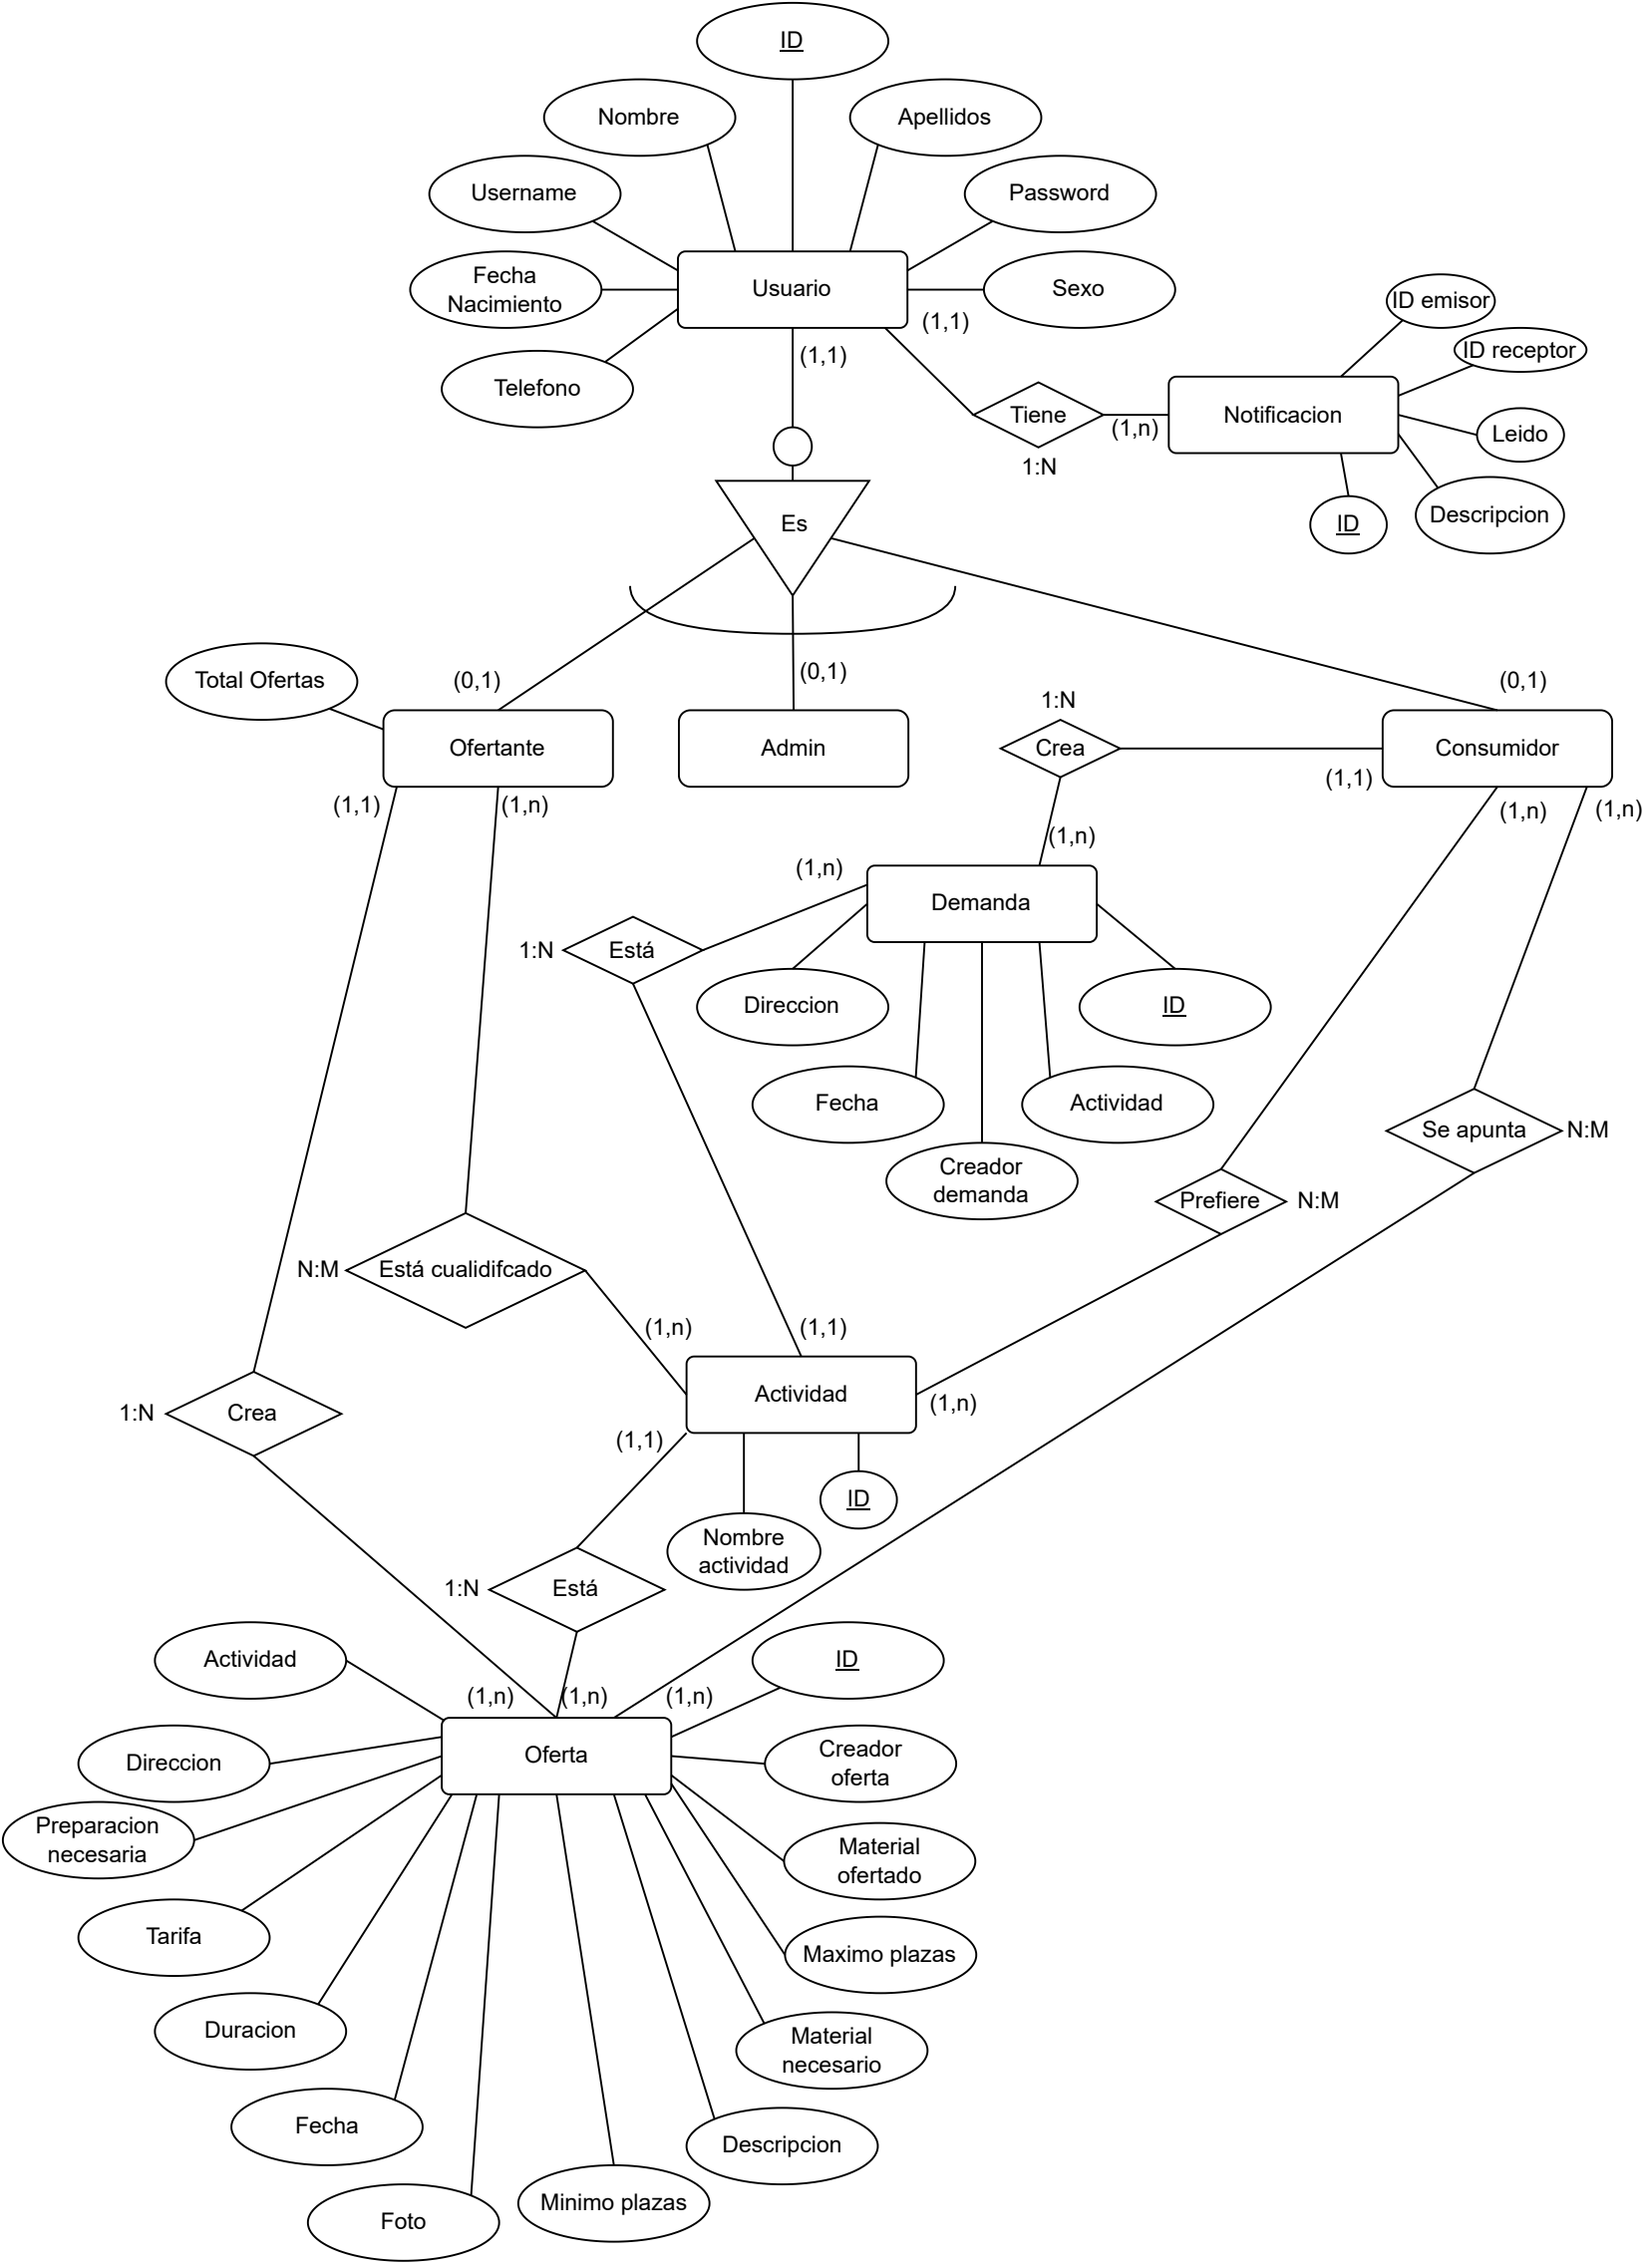 ID
Nombre
Apellidos
Username
Password
Fecha
Nacimiento
Usuario
Sexo
(1,1)
(1,1)
Telefono
ID emisor
ID receptor
Tiene
(1,n)
1:N
Notificacion
Leido
Descripcion
ID
Es
Total Ofertas
(0,1)
(0,1)
(0,1)
Ofertante
Admin
1:N
Crea
Consumidor
(1,1)
(1,1)
(1,n)
(1,n)
(1,n)
(1,n)
(1,n)
Demanda
1:N
Está
Direccion
ID
Fecha
Actividad
Creador
demanda
Se apunta
N:M
Prefiere
N:M
N:M
Está cualidifcado
(1,n)
(1,1)
Actividad
(1,n)
1:N
Crea
(1,1)
ID
Nombre
actividad
1:N
Está
Actividad
ID
(1,n)
(1,n)
(1,n)
Direccion
Oferta
Creador
oferta
Preparacion
necesaria
Material
ofertado
Tarifa
Maximo plazas
Duracion
Material
necesario
Fecha
Descripcion
Foto
Minimo plazas